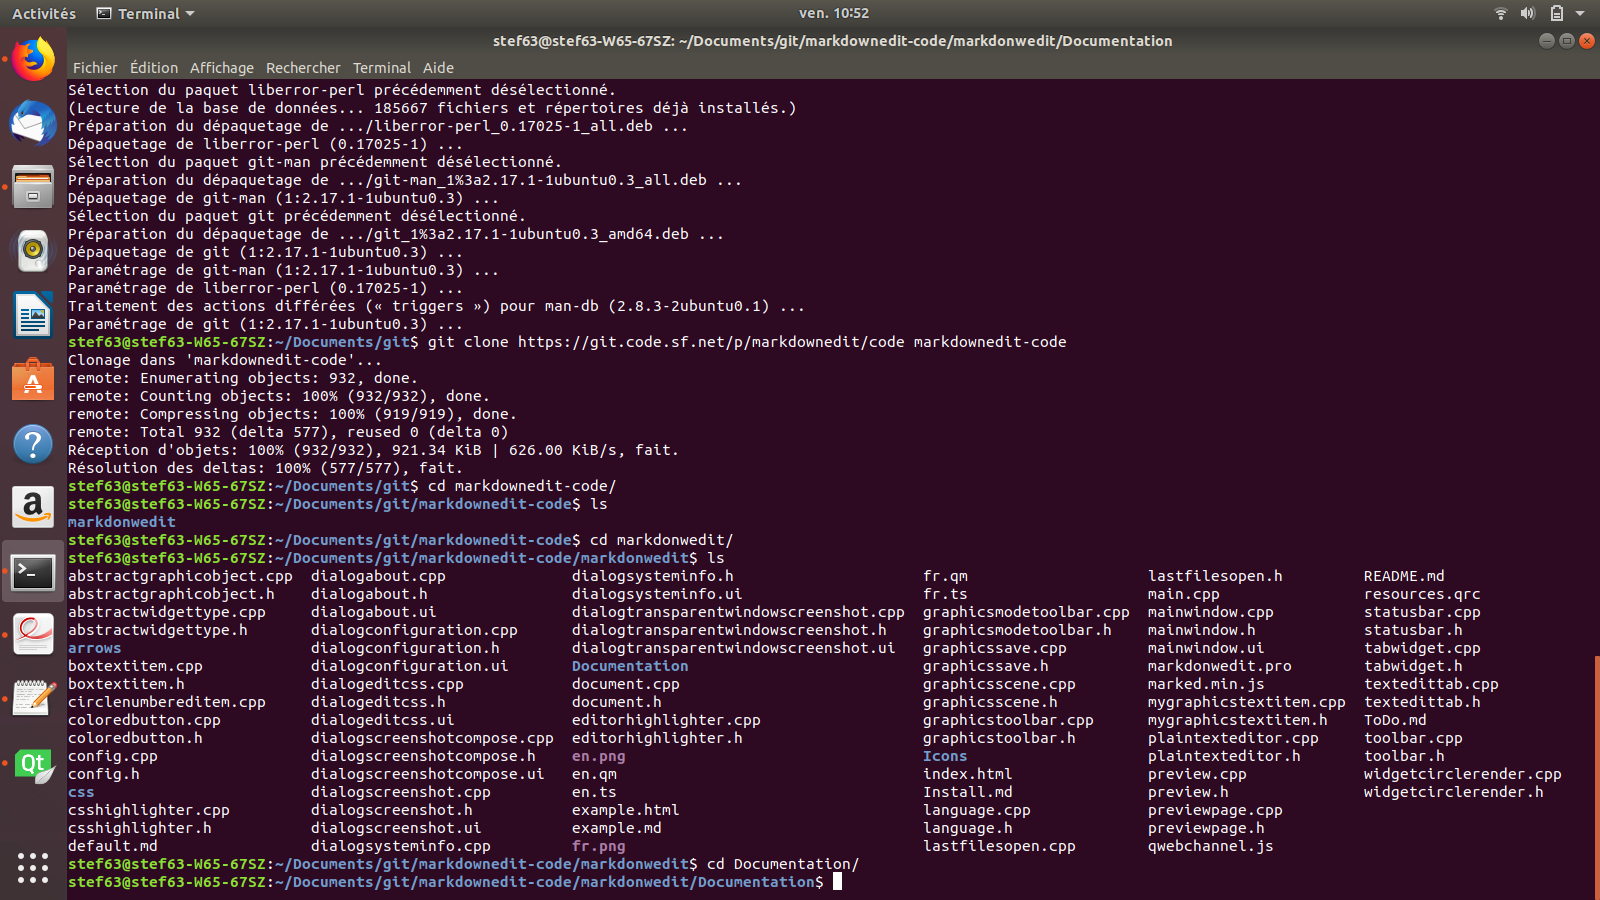 Activités Terminal ven. 10:52
stef63@stef63-W65-67SZ: ~/Documents/git/markdownedit-code/markdonwedit/Documentation
Fichier Édition Affichage Rechercher Terminal Aide
Sélection du paquet liberror-perl précédemment désélectionné.
(Lecture de la base de données... 185667 fichiers et répertoires déjà installés.)
Préparation du dépaquetage de .../liberror-perl_0.17025-1_all.deb ...
Dépaquetage de liberror-perl (0.17025-1) ...
Sélection du paquet git-man précédemment désélectionné.
Préparation du dépaquetage de .../git-man_1%3a2.17.1-1ubuntu0.3_all.deb ...
Dépaquetage de git-man (1:2.17.1-1ubuntu0.3) ...
Sélection du paquet git précédemment désélectionné.
Préparation du dépaquetage de .../git_1%3a2.17.1-1ubuntu0.3_amd64.deb ...
Dépaquetage de git (1:2.17.1-1ubuntu0.3) ...
Paramétrage de git-man (1:2.17.1-1ubuntu0.3) ...
Paramétrage de liberror-perl (0.17025-1) ...
Traitement des actions différées (« triggers ») pour man-db (2.8.3-2ubuntu0.1) ...
Paramétrage de git (1:2.17.1-1ubuntu0.3) ...
stef63@stef63-W65-67SZ:~/Documents/git$ git clone https://git.code.sf.net/p/markdownedit/code markdownedit-code
Clonage dans 'markdownedit-code'...
remote: Enumerating objects: 932, done.
remote: Counting objects: 100% (932/932), done.
remote: Compressing objects: 100% (919/919), done.
remote: Total 932 (delta 577), reused 0 (delta 0)
Réception d'objets: 100% (932/932), 921.34 KiB | 626.00 KiB/s, fait.
Résolution des deltas: 100% (577/577), fait.
stef63@stef63-W65-67SZ:~/Documents/git$ cd markdownedit-code/
stef63@stef63-W65-67SZ:~/Documents/git/markdownedit-code$ ls
markdonwedit
stef63@stef63-W65-67SZ:~/Documents/git/markdownedit-code$ cd markdonwedit/
stef63@stef63-W65-67SZ:~/Documents/git/markdownedit-code/markdonwedit$ ls
abstractgraphicobject.cpp dialogabout.cpp dialogsysteminfo.h fr.qm lastfilesopen.h README.md
abstractgraphicobject.h dialogabout.h dialogsysteminfo.ui fr.ts main.cpp resources.qrc
abstractwidgettype.cpp dialogabout.ui dialogtransparentwindowscreenshot.cpp graphicsmodetoolbar.cpp mainwindow.cpp statusbar.cpp
abstractwidgettype.h dialogconfiguration.cpp dialogtransparentwindowscreenshot.h graphicsmodetoolbar.h mainwindow.h statusbar.h
arrows dialogconfiguration.h dialogtransparentwindowscreenshot.ui graphicssave.cpp mainwindow.ui tabwidget.cpp
boxtextitem.cpp dialogconfiguration.ui Documentation graphicssave.h markdonwedit.pro tabwidget.h
boxtextitem.h dialogeditcss.cpp document.cpp graphicsscene.cpp marked.min.js textedittab.cpp
circlenumbereditem.cpp dialogeditcss.h document.h graphicsscene.h mygraphicstextitem.cpp textedittab.h
coloredbutton.cpp dialogeditcss.ui editorhighlighter.cpp graphicstoolbar.cpp mygraphicstextitem.h ToDo.md
coloredbutton.h dialogscreenshotcompose.cpp editorhighlighter.h graphicstoolbar.h plaintexteditor.cpp toolbar.cpp
config.cpp dialogscreenshotcompose.h en.png Icons plaintexteditor.h toolbar.h
config.h dialogscreenshotcompose.ui en.qm index.html preview.cpp widgetcirclerender.cpp
css dialogscreenshot.cpp en.ts Install.md preview.h widgetcirclerender.h
csshighlighter.cpp dialogscreenshot.h example.html language.cpp previewpage.cpp
csshighlighter.h dialogscreenshot.ui example.md language.h previewpage.h
default.md dialogsysteminfo.cpp fr.png lastfilesopen.cpp qwebchannel.js
stef63@stef63-W65-67SZ:~/Documents/git/markdownedit-code/markdonwedit$ cd Documentation/
stef63@stef63-W65-67SZ:~/Documents/git/markdownedit-code/markdonwedit/Documentation$